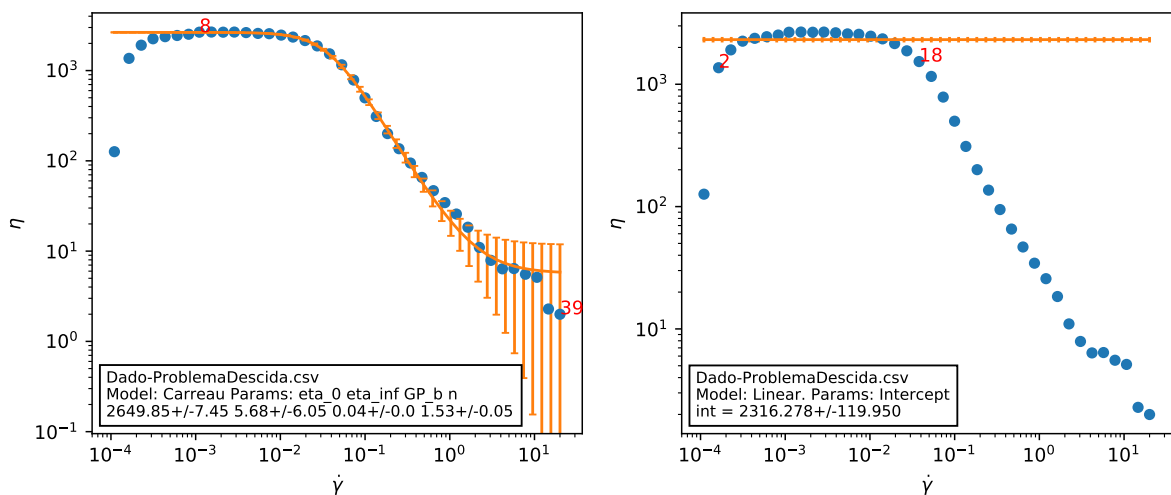 8
10³
10²
η
10¹
10⁰
10⁻¹
39
Dado-ProblemaDescida.csv
Model: Carreau Params: eta_0 eta_inf GP_b n
2649.85+/-7.45 5.68+/-6.05 0.04+/-0.0 1.53+/-0.05
10⁻⁴ 10⁻³ 10⁻² 10⁻¹ 10⁰ 10¹
γ̇
2
18
10³
10²
η
10¹
Dado-ProblemaDescida.csv
Model: Linear. Params: Intercept
int = 2316.278+/-119.950
10⁻⁴ 10⁻³ 10⁻² 10⁻¹ 10⁰ 10¹
γ̇